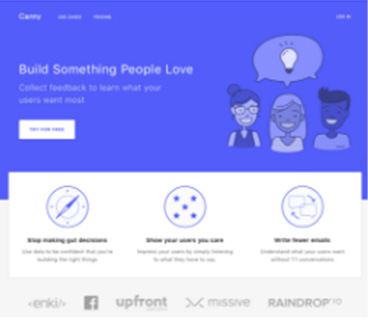 Canny
USE CASES
PRICING
LOG IN
Build Something People Love
Collect feedback to learn what your
users want most
TRY FOR FREE
Stop making gut decisions
Use data to be confident that you're
building the right things
Show your users you care
Impress your users by simply listening
to what they have to say
Write fewer emails
Understand what your users want
without 1:1 conversations
<enki/>
upfront
missive
RAINDROP.IO